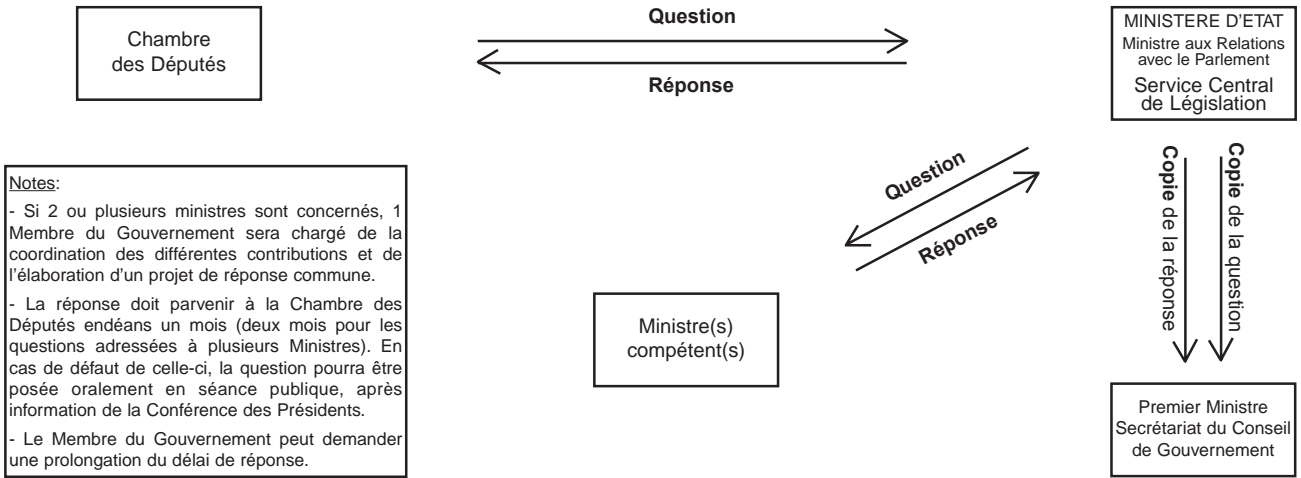 Question
Chambre
des Députés
Réponse
MINISTERE D'ETAT
Ministre aux Relations
avec le Parlement
Service Central
de Législation
Question
Réponse
Copie de la réponse
Copie de la question
Notes:
- Si 2 ou plusieurs ministres sont concernés, 1
Membre du Gouvernement sera chargé de la
coordination des différentes contributions et de
l'élaboration d'un projet de réponse commune.
- La réponse doit parvenir à la Chambre des
Députés endéans un mois (deux mois pour les
questions adressées à plusieurs Ministres). En
cas de défaut de celle-ci, la question pourra être
posée oralement en séance publique, après
information de la Conférence des Présidents.
- Le Membre du Gouvernement peut demander
une prolongation du délai de réponse.
Ministre(s)
compétent(s)
Premier Ministre
Secrétariat du Conseil
de Gouvernement